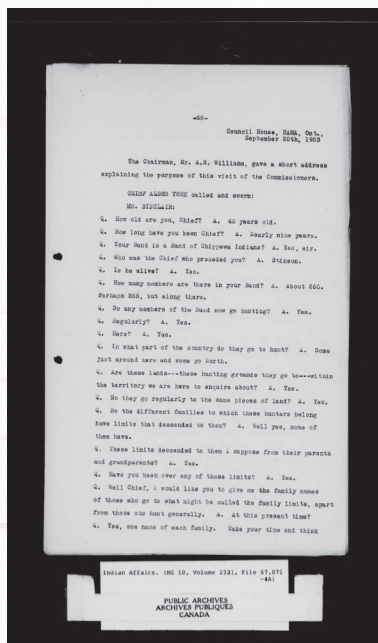 -68-
Council House, RAMA, Ont.,
September 20th, 1923
The Chairman, Mr. A.S. Williams, gave a short address
explaining the purpose of this visit of the Commissioners.
CHIEF ALDER YORK called and sworn:
MR. SINCLAIR:
Q. How old are you, Chief? A. 42 years old.
Q. How long have you been Chief? A. Nearly nine years.
Q. Your Band is a Band of Chippewa Indians? A. Yes, sir.
Q. Who was the Chief who preceded you? A. Stinson.
Q. Is he alive? A. Yes.
Q. How many members are there in your Band? A. About 260.
Perhaps 265, but along there.
Q. Do any members of the Band now go hunting? A. Yes.
Q. Regularly? A. Yes.
Q. Here? A. Yes.
Q. In what part of the country do they go to hunt? A. Some
just around here and some go North.
Q. Are these lands---these hunting grounds they go to---within
the territory we are here to enquire about? A. Yes.
Q. Do they go regularly to the same pieces of land? A. Yes.
Q. Do the different families to which these hunters belong
have limits that descended to them? A. Well yes, some of
them have.
Q. These limits descended to them I suppose from their parents
and grandparents? A. Yes.
Q. Have you been over any of these limits? A. Yes.
Q. Well Chief, I would like you to give me the family names
of those who go to what might be called the family limits, apart
from those who hunt generally. A. At this present time?
Q. Yes, one name of each family. Take your time and think
Indian Affairs. (RG 10, Volume 2331, File 67,071
-4A)
PUBLIC ARCHIVES
ARCHIVES PUBLIQUES
CANADA